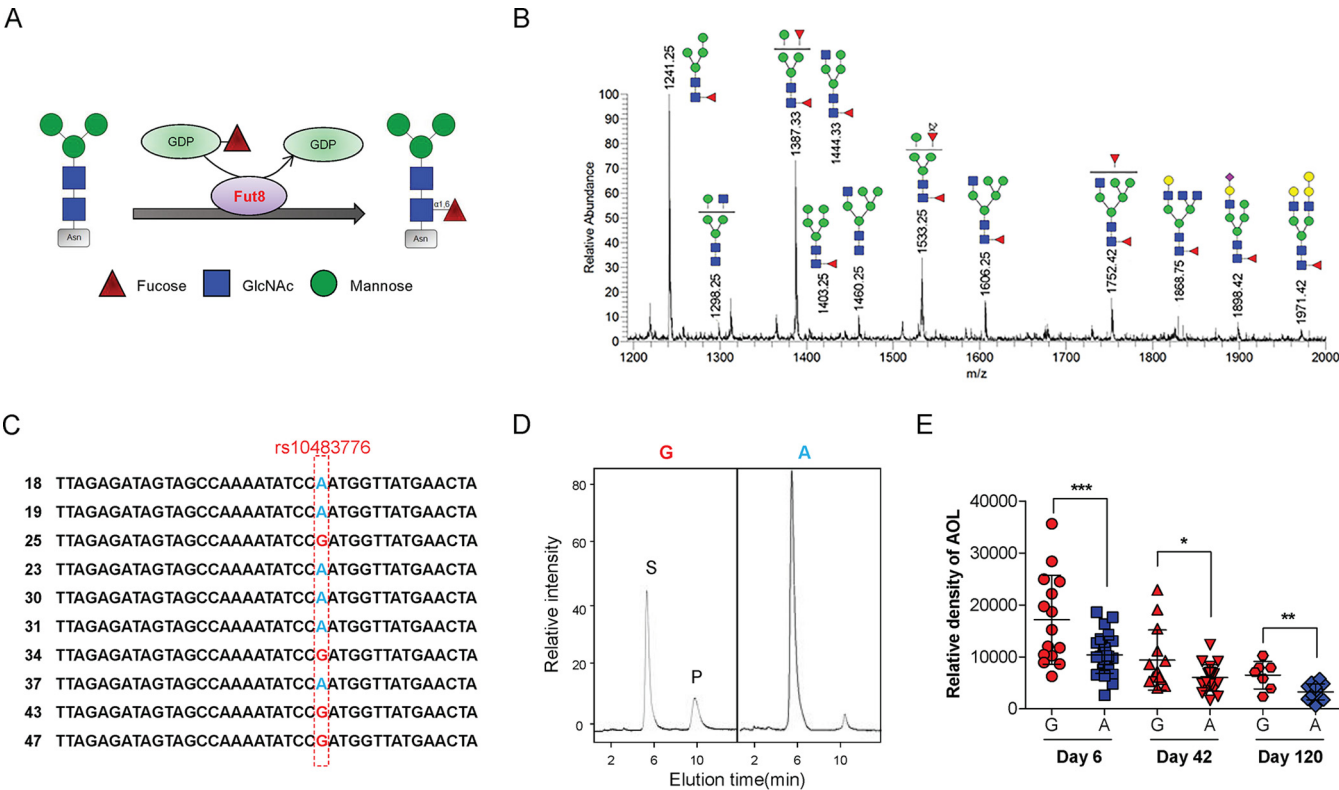 A
GDP
GDP
Fut8
α1,6
Asn
Asn
Fucose
GlcNAc
Mannose
B
Relative Abundance
100
90
80
70
60
50
40
30
20
10
0
1200
1300
1400
1500
1600
1700
1800
1900
2000
m/z
1241.25
1298.25
1387.33
1403.25
1444.33
1460.25
1533.25
2x
1606.25
1752.42
1868.75
1898.42
1971.42
C
rs10483776
18 TTAGAGATAGTAGCCAAAATATCCAATGGTTATGAACTA
19 TTAGAGATAGTAGCCAAAATATCCAATGGTTATGAACTA
25 TTAGAGATAGTAGCCAAAATATCCGATGGTTATGAACTA
23 TTAGAGATAGTAGCCAAAATATCCAATGGTTATGAACTA
30 TTAGAGATAGTAGCCAAAATATCCAATGGTTATGAACTA
31 TTAGAGATAGTAGCCAAAATATCCAATGGTTATGAACTA
34 TTAGAGATAGTAGCCAAAATATCCGATGGTTATGAACTA
37 TTAGAGATAGTAGCCAAAATATCCAATGGTTATGAACTA
43 TTAGAGATAGTAGCCAAAATATCCGATGGTTATGAACTA
47 TTAGAGATAGTAGCCAAAATATCCGATGGTTATGAACTA
D
G A
Relative intensity
80
60
40
20
0
S
P
2 6 10 2 6 10
Elution time(min)
E
Relative density of AOL
40000
30000
20000
10000
0
***
*
**
G A G A G A
Day 6 Day 42 Day 120